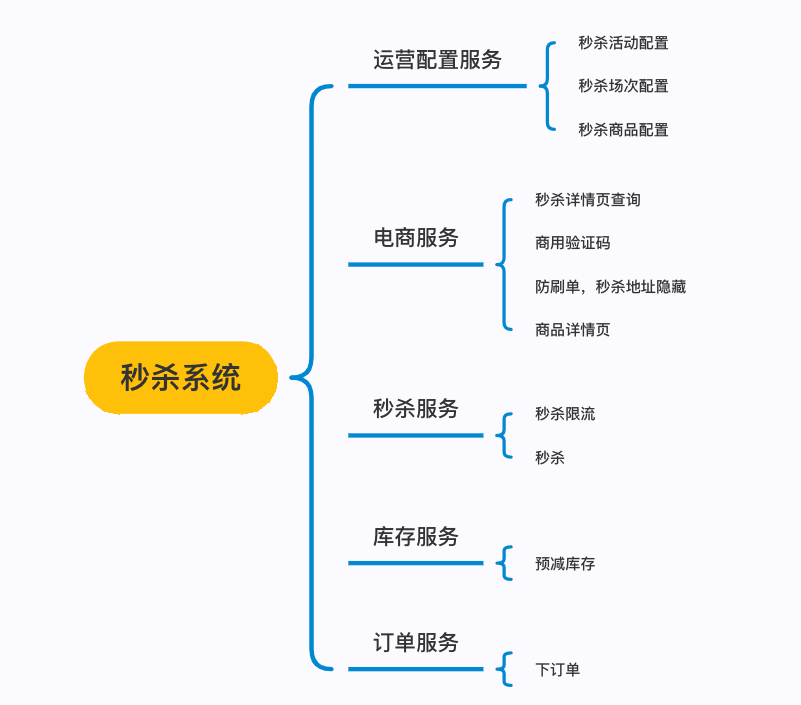 秒杀系统
运营配置服务
秒杀活动配置
秒杀场次配置
秒杀商品配置
电商服务
秒杀详情页查询
商用验证码
防刷单，秒杀地址隐藏
商品详情页
秒杀服务
秒杀限流
秒杀
库存服务
预减库存
订单服务
下订单